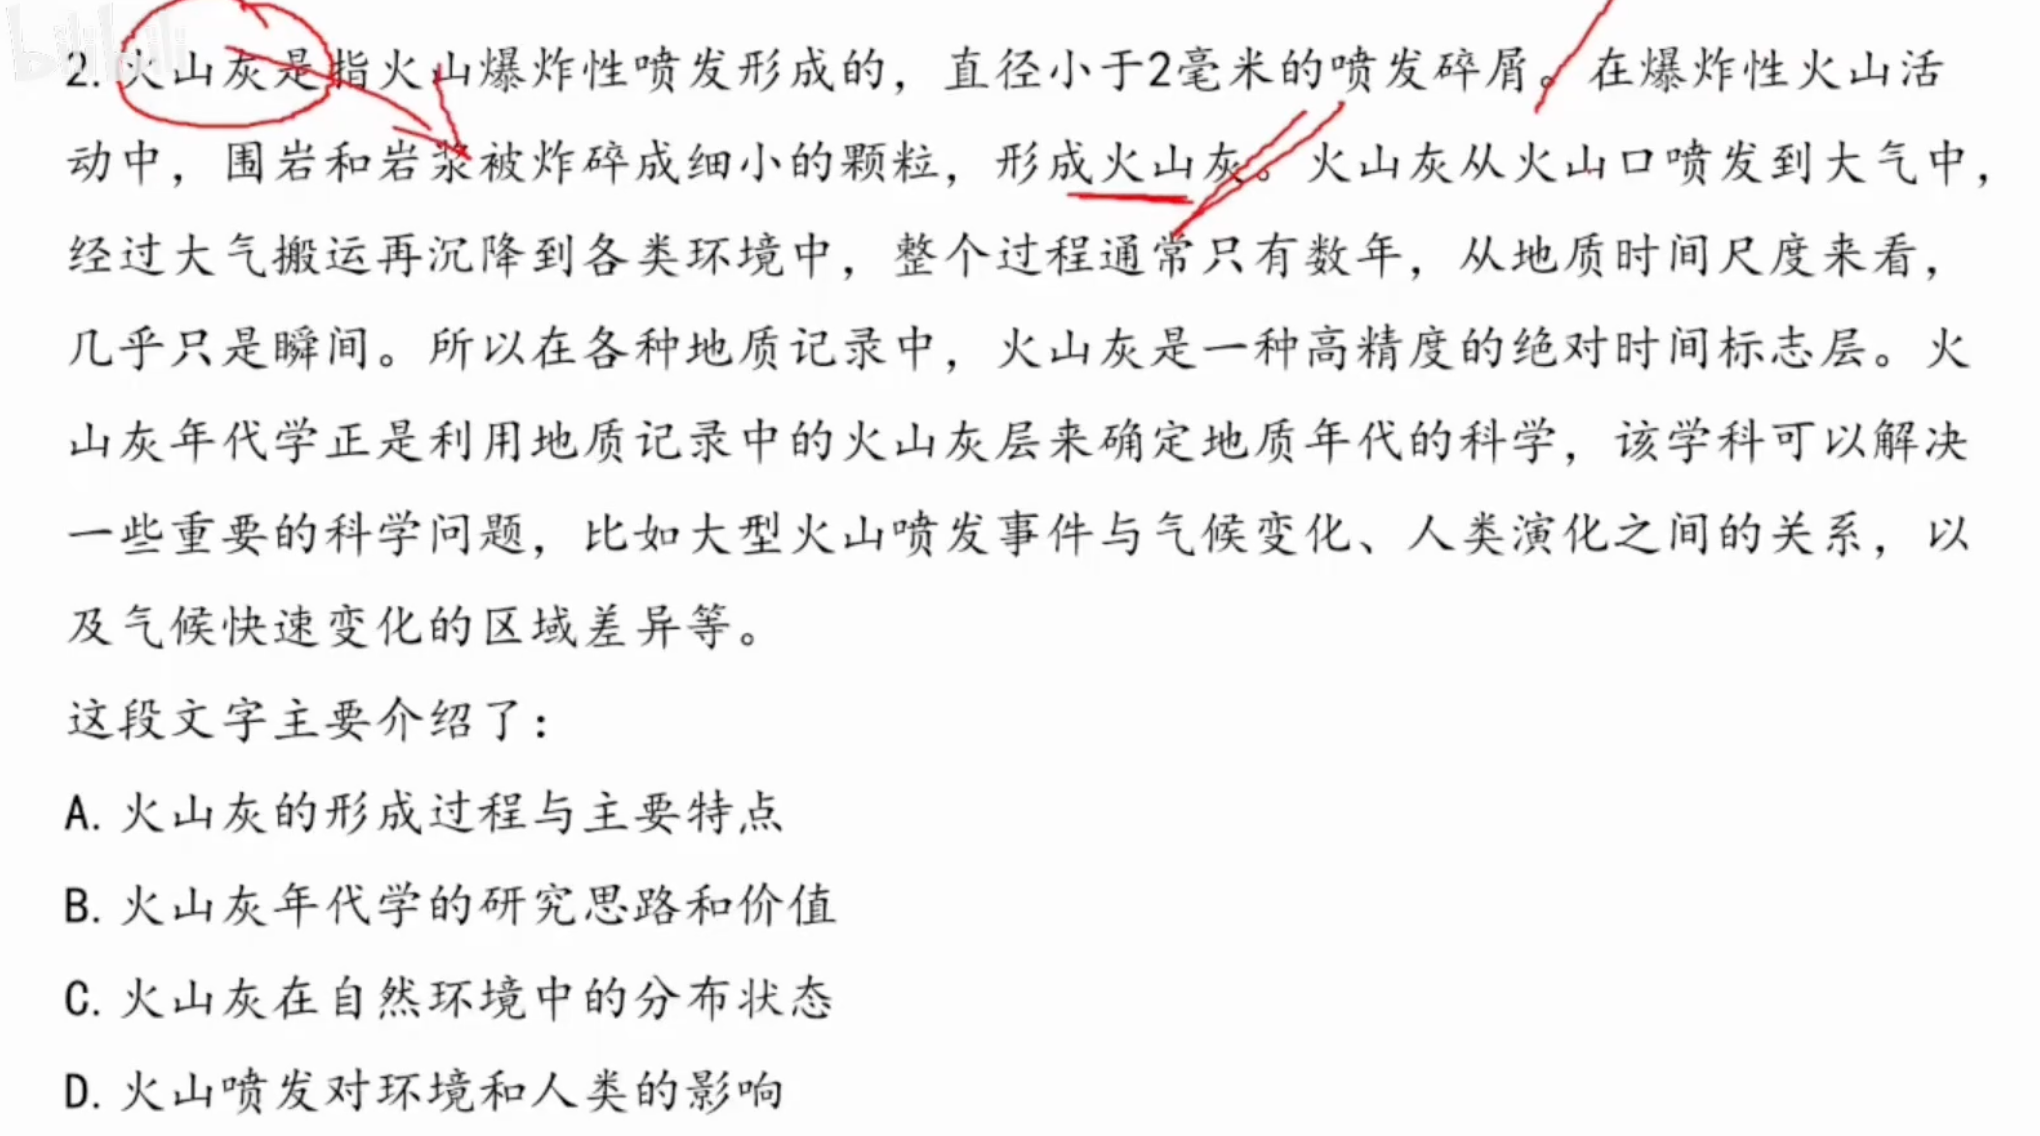 bilibili
2. 火山灰是指火山爆炸性喷发形成的，直径小于2毫米的喷发碎屑。在爆炸性火山活
动中，围岩和岩浆被炸碎成细小的颗粒，形成火山灰。火山灰从火山口喷发到大气中，
经过大气搬运再沉降到各类环境中，整个过程通常只有数年，从地质时间尺度来看，
几乎只是瞬间。所以在各种地质记录中，火山灰是一种高精度的绝对时间标志层。火
山灰年代学正是利用地质记录中的火山灰层来确定地质年代的科学，该学科可以解决
一些重要的科学问题，比如大型火山喷发事件与气候变化、人类演化之间的关系，以
及气候快速变化的区域差异等。
这段文字主要介绍了：
A. 火山灰的形成过程与主要特点
B. 火山灰年代学的研究思路和价值
C. 火山灰在自然环境中的分布状态
D. 火山喷发对环境和人类的影响